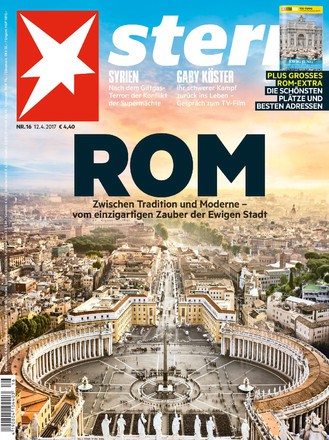 stern
SYRIEN
Nach dem Giftgas-
Terror: der Konflikt
der Supermächte
GABY KÖSTER
Ihr schwerer Kampf
zurück ins Leben –
Gespräch zum TV-Film
PLUS GROSSES
ROM-EXTRA
DIE SCHÖNSTEN
PLÄTZE UND
BESTEN ADRESSEN
NR.16 12.4.2017 € 4,40
ROM
Zwischen Tradition und Moderne –
vom einzigartigen Zauber der Ewigen Stadt
16